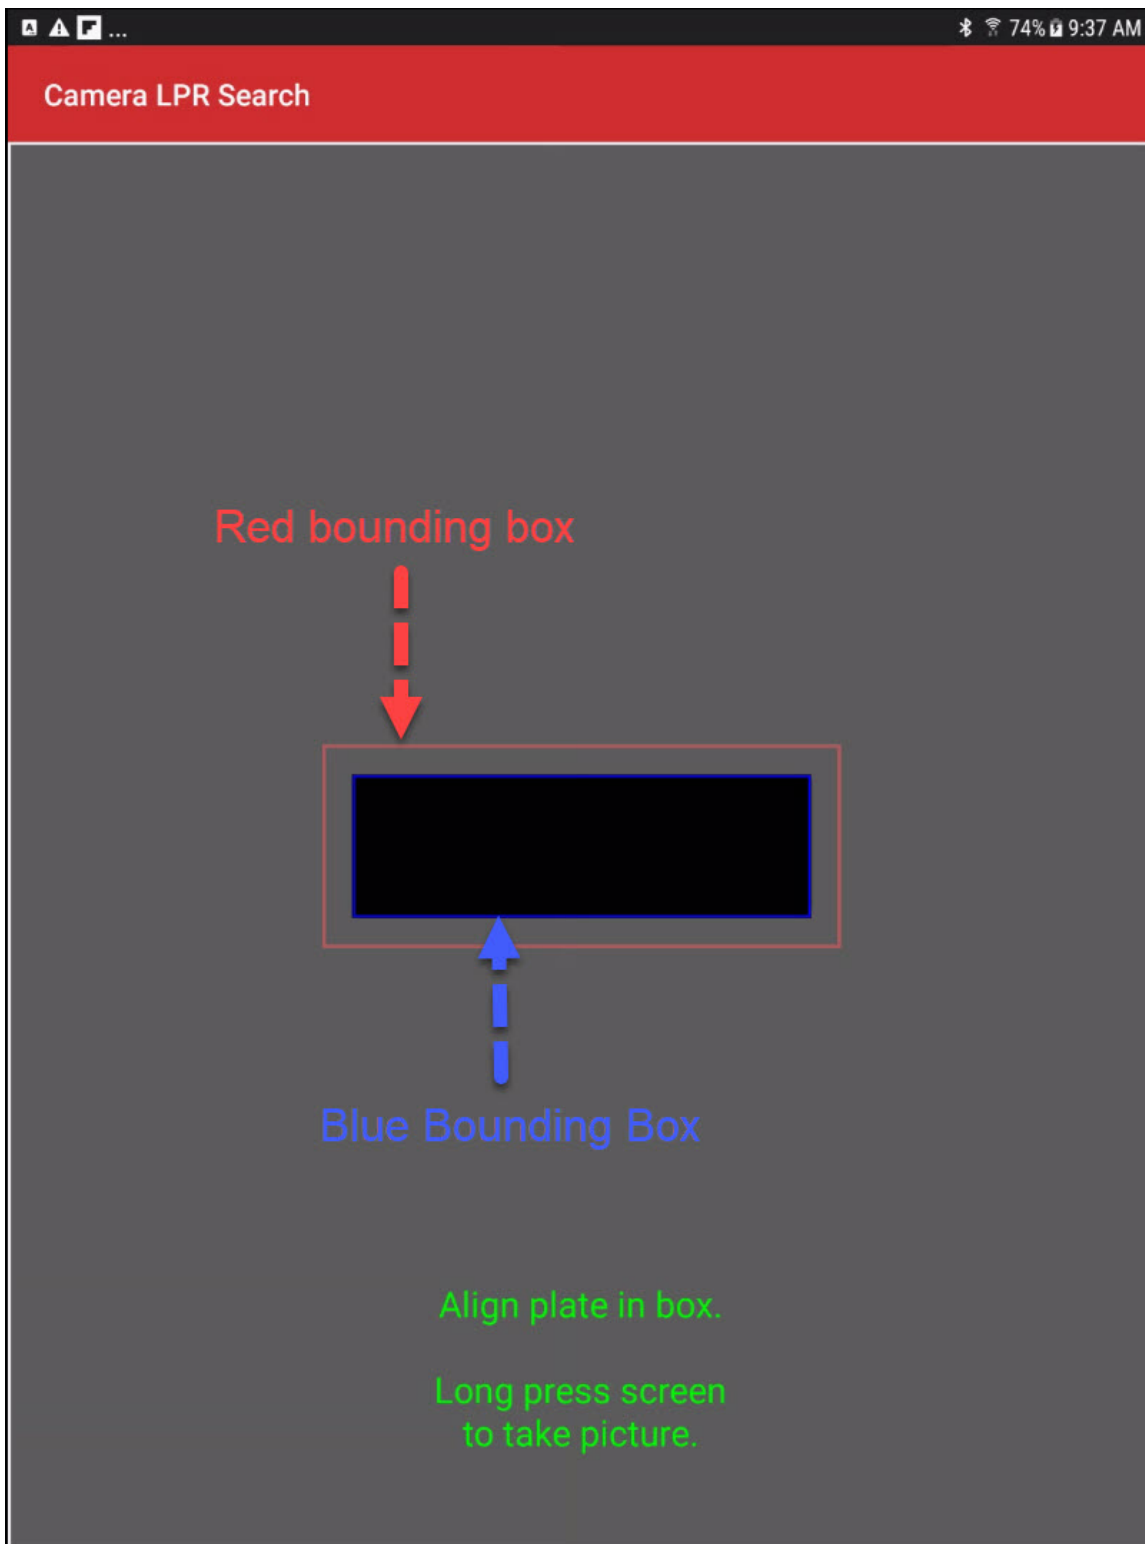 ... 74% 9:37 AM
Camera LPR Search
Red bounding box
Blue Bounding Box
Align plate in box.
Long press screen
to take picture.